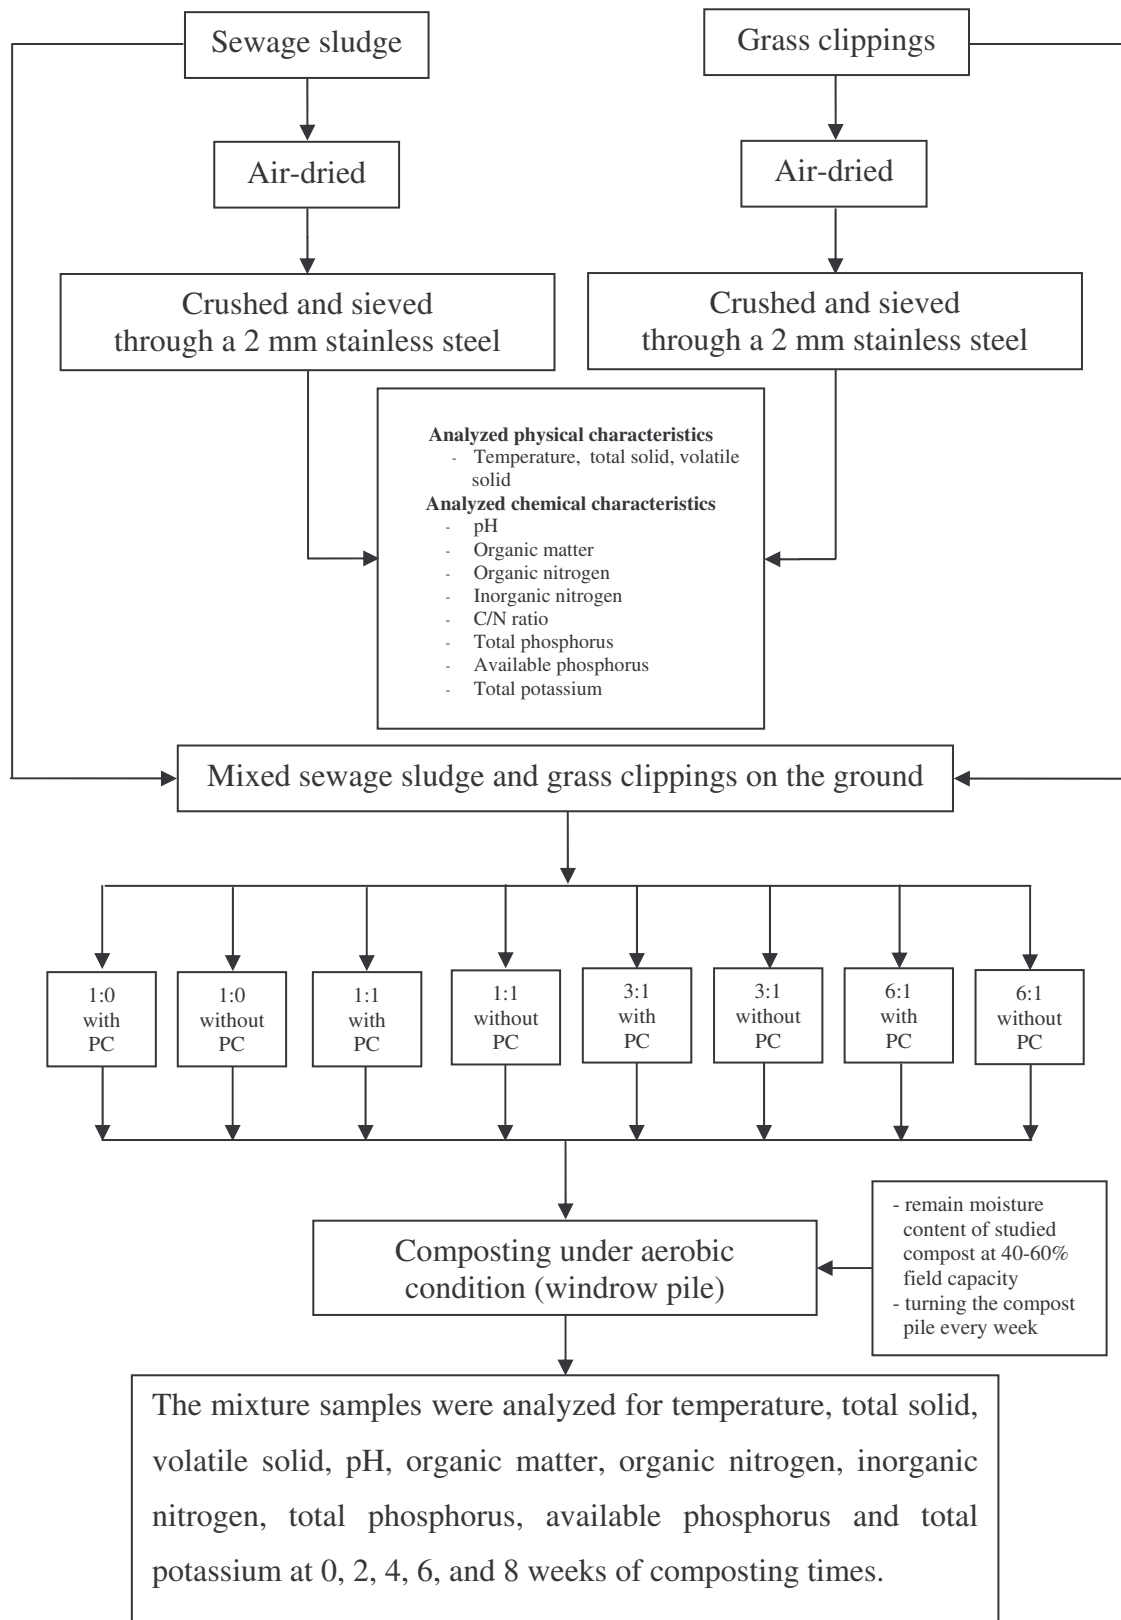 Sewage sludge
Grass clippings
Air-dried
Air-dried
Crushed and sieved
through a 2 mm stainless steel
Crushed and sieved
through a 2 mm stainless steel
Analyzed physical characteristics
- Temperature, total solid, volatile
solid
Analyzed chemical characteristics
- pH
- Organic matter
- Organic nitrogen
- Inorganic nitrogen
- C/N ratio
- Total phosphorus
- Available phosphorus
- Total potassium
Mixed sewage sludge and grass clippings on the ground
1:0
with
PC
1:0
without
PC
1:1
with
PC
1:1
without
PC
3:1
with
PC
3:1
without
PC
6:1
with
PC
6:1
without
PC
Composting under aerobic
condition (windrow pile)
- remain moisture
content of studied
compost at 40-60%
field capacity
- turning the compost
pile every week
The mixture samples were analyzed for temperature, total solid,
volatile solid, pH, organic matter, organic nitrogen, inorganic
nitrogen, total phosphorus, available phosphorus and total
potassium at 0, 2, 4, 6, and 8 weeks of composting times.